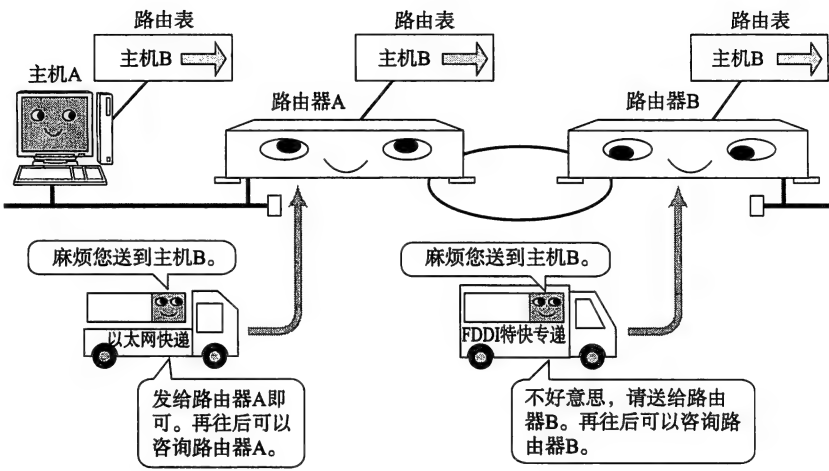 路由表
路由表
路由表
主机B
主机B
主机B
主机A
路由器A
路由器B
麻烦您送到主机B。
麻烦您送到主机B。
以太网快递
FDDI特快专递
发给路由器A即
可。再往后可以
咨询路由器A。
不好意思，请送给路由
器B。再往后可以咨询路
由器B。